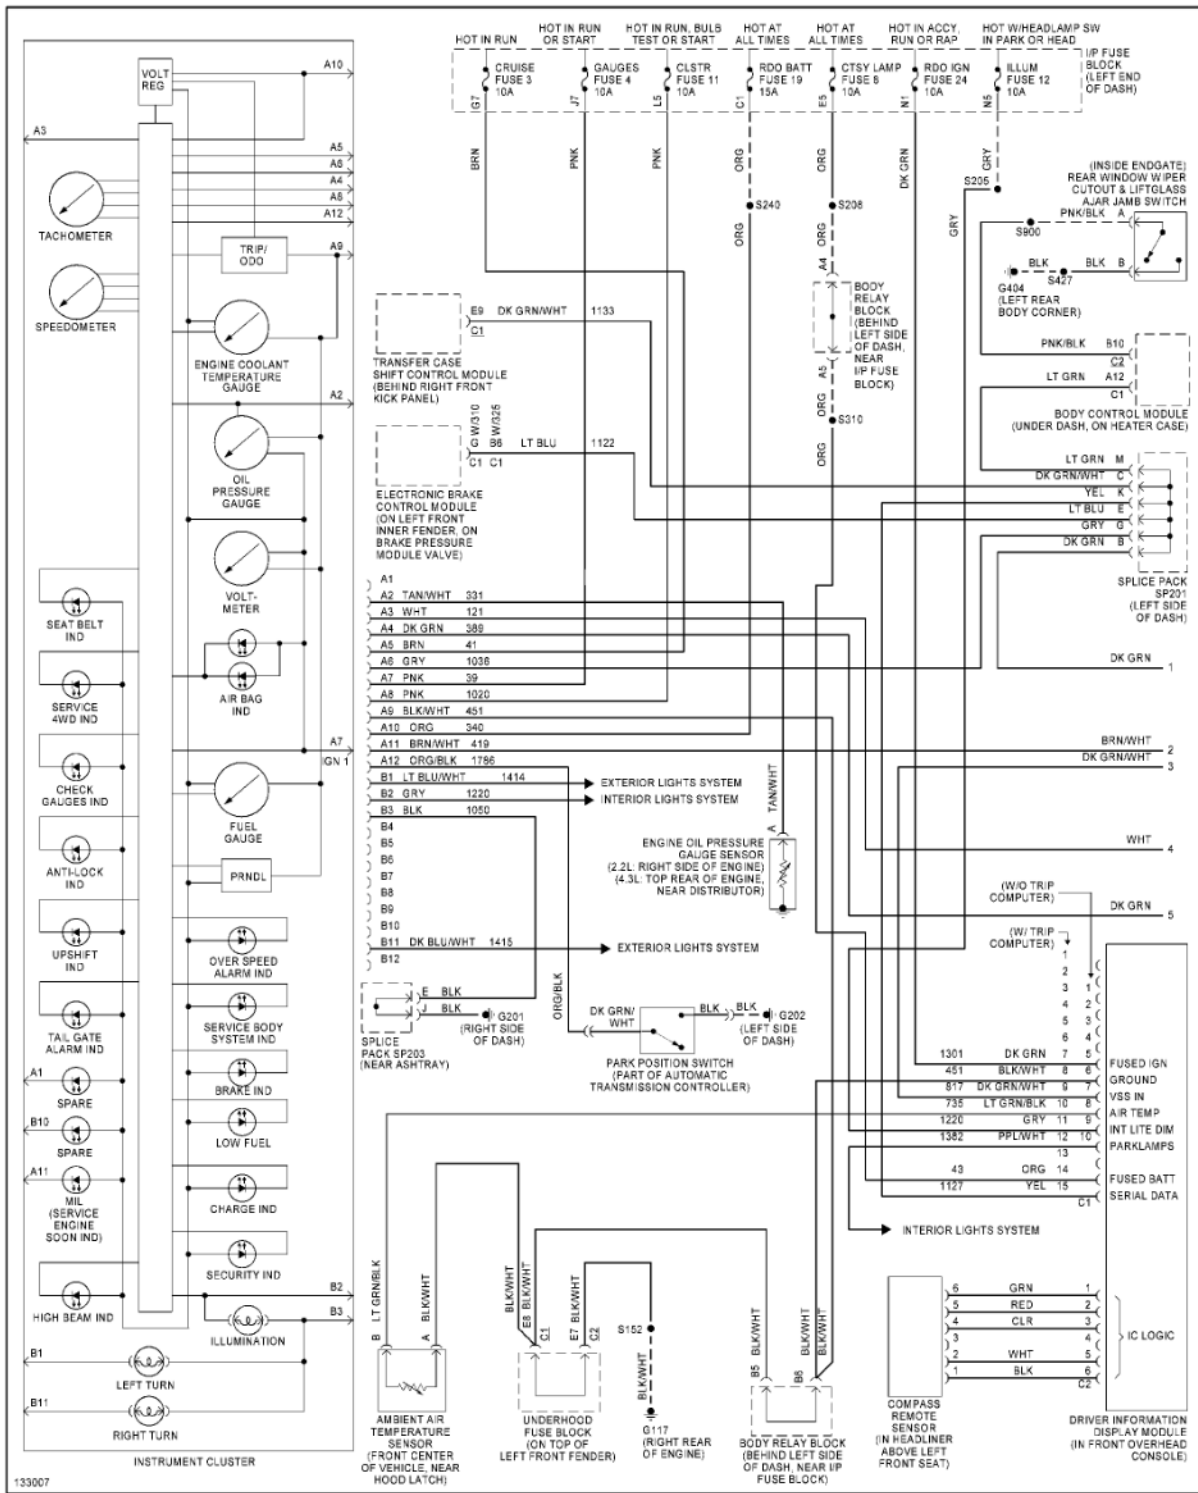 HOT IN RUN
HOT IN RUN
OR START
HOT IN RUN, BULB
TEST OR START
HOT AT
ALL TIMES
HOT AT
ALL TIMES
HOT IN ACCY,
RUN OR RAP
HOT W/HEADLAMP SW
IN PARK OR HEAD
CRUISE
FUSE 3
10A
GAUGES
FUSE 4
10A
CLSTR
FUSE 11
10A
RDO BATT
FUSE 19
15A
CTSY LAMP
FUSE 8
10A
RDO IGN
FUSE 24
10A
ILLUM
FUSE 12
10A
I/P FUSE
BLOCK
(LEFT END
OF DASH)
G7
J7
L5
C1
E5
N1
N5
BRN
PNK
PNK
ORG
ORG
DK GRN
GRY
S240
ORG
S208
ORG
A4
S205
GRY
BODY
RELAY
BLOCK
(BEHIND
LEFT SIDE
OF DASH,
NEAR
I/P FUSE
BLOCK)
A5
ORG
S310
ORG
(INSIDE ENDGATE)
REAR WINDOW WIPER
CUTOUT & LIFTGLASS
AJAR JAMB SWITCH
PNK/BLK A
S900
BLK
BLK B
S427
G404
(LEFT REAR
BODY CORNER)
PNK/BLK B10
C2
LT GRN A12
C1
BODY CONTROL MODULE
(UNDER DASH, ON HEATER CASE)
LT GRN M
DK GRN/WHT C
YEL K
LT BLU E
GRY G
DK GRN B
SPLICE PACK
SP201
(LEFT SIDE
OF DASH)
DK GRN 1
BRN/WHT 2
DK GRN/WHT 3
WHT 4
DK GRN 5
VOLT
REG
A10
A3
A5
A6
A4
A8
A12
TACHOMETER
TRIP/
ODO
A9
SPEEDOMETER
ENGINE COOLANT
TEMPERATURE
GAUGE
A2
OIL
PRESSURE
GAUGE
VOLT-
METER
SEAT BELT
IND
AIR BAG
IND
SERVICE
4WD IND
A7
IGN 1
CHECK
GAUGES IND
FUEL
GAUGE
ANTI-LOCK
IND
PRNDL
UPSHIFT
IND
OVER SPEED
ALARM IND
TAIL GATE
ALARM IND
SERVICE BODY
SYSTEM IND
A1
SPARE
BRAKE IND
B10
SPARE
LOW FUEL
A11
MIL
(SERVICE
ENGINE
SOON IND)
CHARGE IND
SECURITY IND
HIGH BEAM IND
B2
B3
ILLUMINATION
B1
LEFT TURN
B11
RIGHT TURN
INSTRUMENT CLUSTER
133007
E9 DK GRN/WHT 1133
C1
TRANSFER CASE
SHIFT CONTROL MODULE
(BEHIND RIGHT FRONT
KICK PANEL)
W/310
W/325
G B6 LT BLU 1122
C1 C1
ELECTRONIC BRAKE
CONTROL MODULE
(ON LEFT FRONT
INNER FENDER, ON
BRAKE PRESSURE
MODULE VALVE)
A1
A2 TAN/WHT 331
A3 WHT 121
A4 DK GRN 389
A5 BRN 41
A6 GRY 1036
A7 PNK 39
A8 PNK 1020
A9 BLK/WHT 451
A10 ORG 340
A11 BRN/WHT 419
A12 ORG/BLK 1786
B1 LT BLU/WHT 1414
B2 GRY 1220
B3 BLK 1050
B4
B5
B6
B7
B8
B9
B10
B11 DK BLU/WHT 1415
B12
EXTERIOR LIGHTS SYSTEM
INTERIOR LIGHTS SYSTEM
EXTERIOR LIGHTS SYSTEM
A TAN/WHT
ENGINE OIL PRESSURE
GAUGE SENSOR
(2.2L: RIGHT SIDE OF ENGINE)
(4.3L: TOP REAR OF ENGINE,
NEAR DISTRIBUTOR)
E BLK
J BLK
G201
(RIGHT SIDE
OF DASH)
SPLICE
PACK SP203
(NEAR ASHTRAY)
ORG/BLK
DK GRN/
WHT
BLK
BLK
G202
(LEFT SIDE
OF DASH)
PARK POSITION SWITCH
(PART OF AUTOMATIC
TRANSMISSION CONTROLLER)
(W/O TRIP
COMPUTER)
(W/ TRIP
COMPUTER)
1
2
3 1
4 2
5 3
6 4
1301 DK GRN 7 5 FUSED IGN
451 BLK/WHT 8 6 GROUND
817 DK GRN/WHT 9 7 VSS IN
735 LT GRN/BLK 10 8 AIR TEMP
1220 GRY 11 9 INT LITE DIM
1382 PPL/WHT 12 10 PARKLAMPS
13
43 ORG 14 FUSED BATT
1127 YEL 15 SERIAL DATA
C1
INTERIOR LIGHTS SYSTEM
6 GRN 1
5 RED 2
4 CLR 3
3 4
2 WHT 5
1 BLK 6
C2
IC LOGIC
COMPASS
REMOTE
SENSOR
(IN HEADLINER
ABOVE LEFT
FRONT SEAT)
DRIVER INFORMATION
DISPLAY MODULE
(IN FRONT OVERHEAD
CONSOLE)
B LT GRN/BLK
A BLK/WHT
AMBIENT AIR
TEMPERATURE
SENSOR
(FRONT CENTER
OF VEHICLE, NEAR
HOOD LATCH)
BLK/WHT
E8 BLK/WHT
C1
E7 BLK/WHT
C2
UNDERHOOD
FUSE BLOCK
(ON TOP OF
LEFT FRONT FENDER)
S152
BLK/WHT
G117
(RIGHT REAR
OF ENGINE)
B5 BLK/WHT
B6
BLK/WHT
BLK/WHT
BODY RELAY BLOCK
(BEHIND LEFT SIDE
OF DASH, NEAR I/P
FUSE BLOCK)